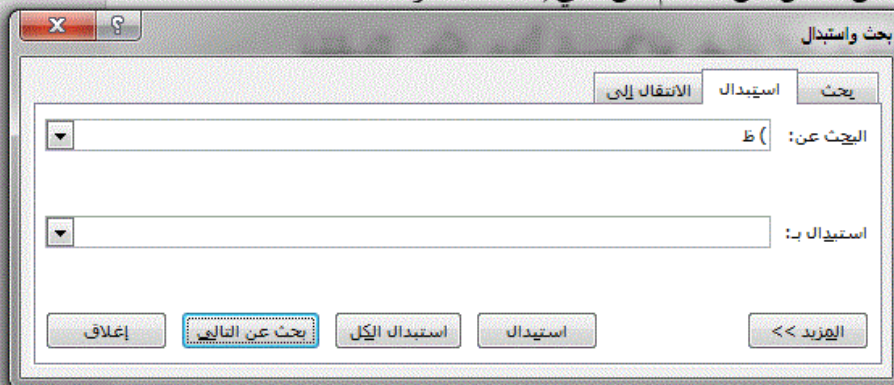 بحث واستبدال
بحث استبدال الانتقال إلى
البحث عن: ) ظ
استبدال بـ:
المزيد >> استبدال استبدال الكل بحث عن التالي إغلاق